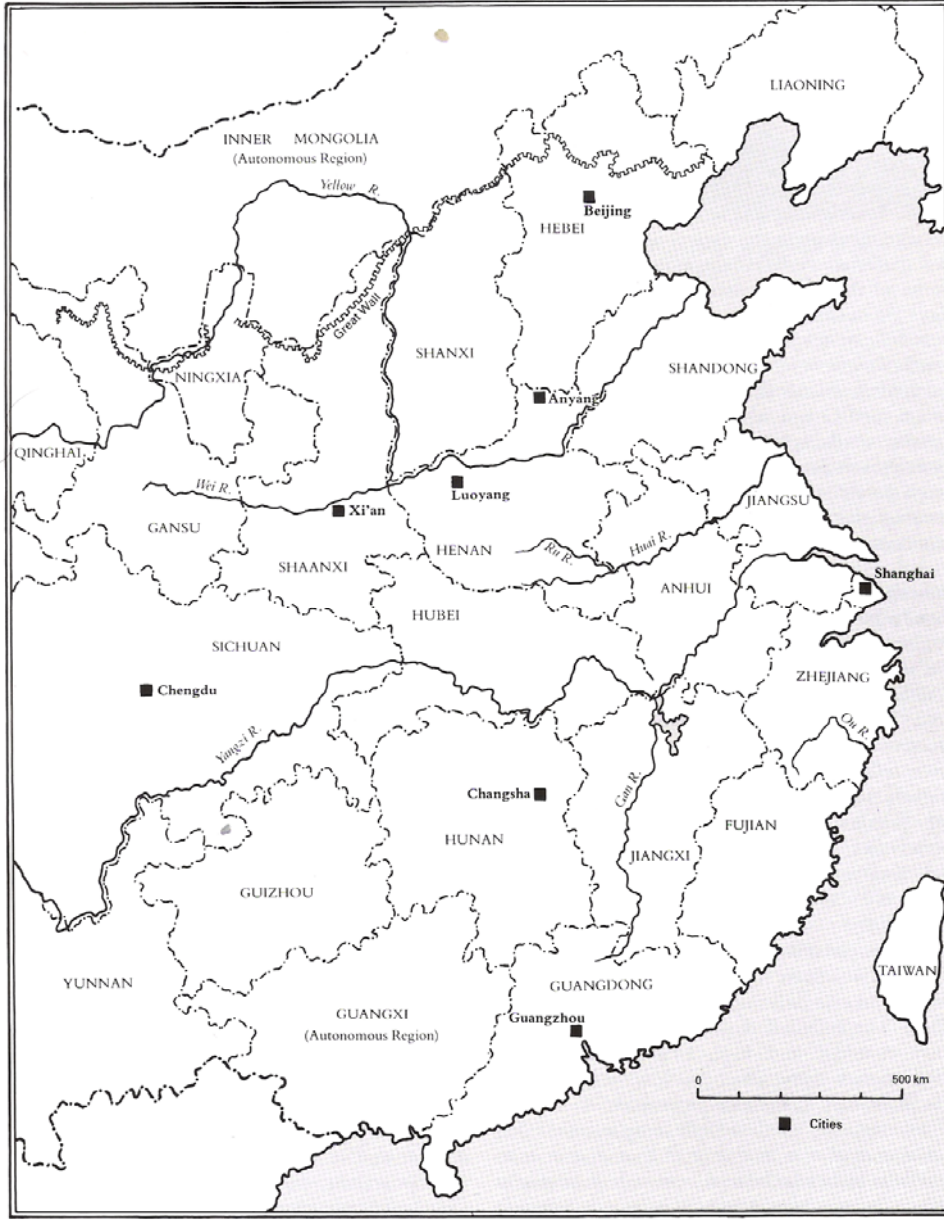 LIAONING
INNER MONGOLIA
(Autonomous Region)
Yellow R.
Beijing
HEBEI
Great Wall
SHANXI
SHANDONG
NINGXIA
Anyang
QINGHAI
Wei R.
Luoyang
JIANGSU
Xi'an
GANSU
HENAN
Ru R.
Huai R.
SHAANXI
Shanghai
ANHUI
HUBEI
SICHUAN
ZHEJIANG
Chengdu
Ou R.
Yangzi R.
Gan R.
Changsha
FUJIAN
HUNAN
JIANGXI
GUIZHOU
TAIWAN
YUNNAN
GUANGDONG
GUANGXI
(Autonomous Region)
Guangzhou
0 500 km
Cities